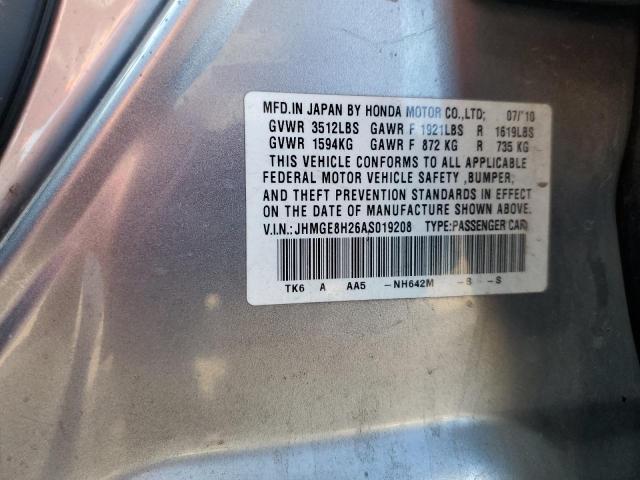 MFD.IN JAPAN BY HONDA MOTOR CO.,LTD; 07/'10
GVWR 3512LBS GAWR F 1921LBS R 1619LBS
GVWR 1594KG GAWR F 872 KG R 735 KG
THIS VEHICLE CONFORMS TO ALL APPLICABLE
FEDERAL MOTOR VEHICLE SAFETY ,BUMPER,
AND THEFT PREVENTION STANDARDS IN EFFECT
ON THE DATE OF MANUFACTURE SHOWN ABOVE.
V.I.N.:JHMGE8H26AS019208 TYPE:PASSENGER CAR
TK6 A AA5 -NH642M -B -S